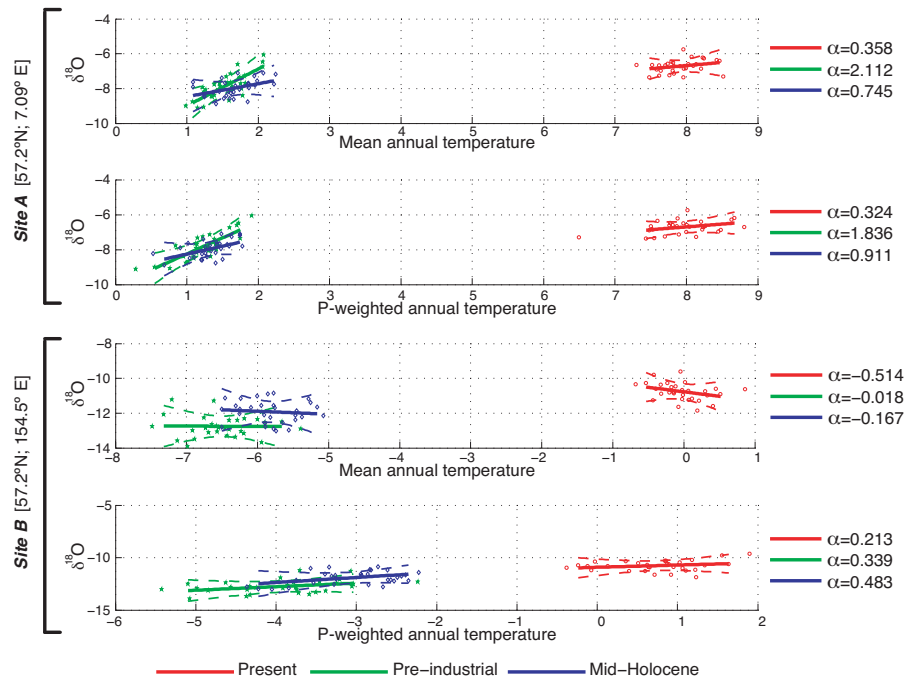 Site A [57.2ºN; 7.09º E]
δ18O
−4
−6
−8
−10
0 1 2 3 4 5 6 7 8 9
Mean annual temperature
α=0.358
α=2.112
α=0.745
δ18O
−4
−6
−8
−10
0 1 2 3 4 5 6 7 8 9
P-weighted annual temperature
α=0.324
α=1.836
α=0.911
Site B [57.2ºN; 154.5º E]
δ18O
−8
−10
−12
−14
−8 −7 −6 −5 −4 −3 −2 −1 0 1
Mean annual temperature
α=−0.514
α=−0.018
α=−0.167
δ18O
−5
−10
−15
−6 −5 −4 −3 −2 −1 0 1 2
P-weighted annual temperature
α=0.213
α=0.339
α=0.483
Present Pre-industrial Mid-Holocene